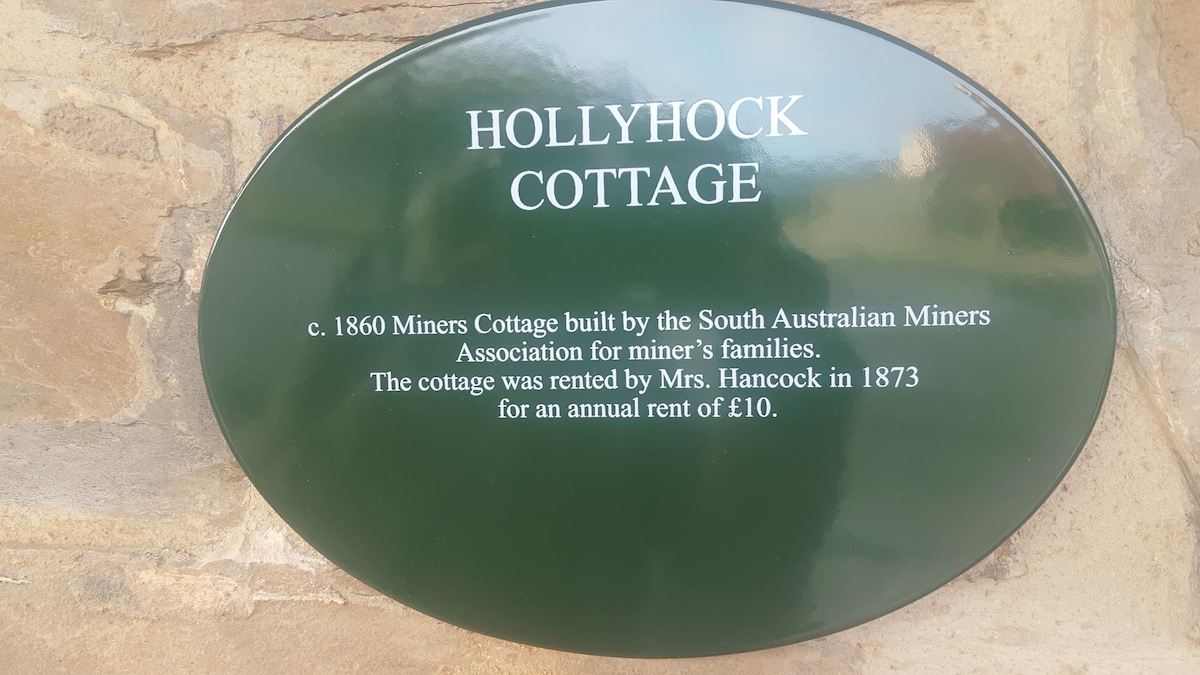 HOLLYHOCK
COTTAGE
c. 1860 Miners Cottage built by the South Australian Miners
Association for miner’s families.
The cottage was rented by Mrs. Hancock in 1873
for an annual rent of £10.